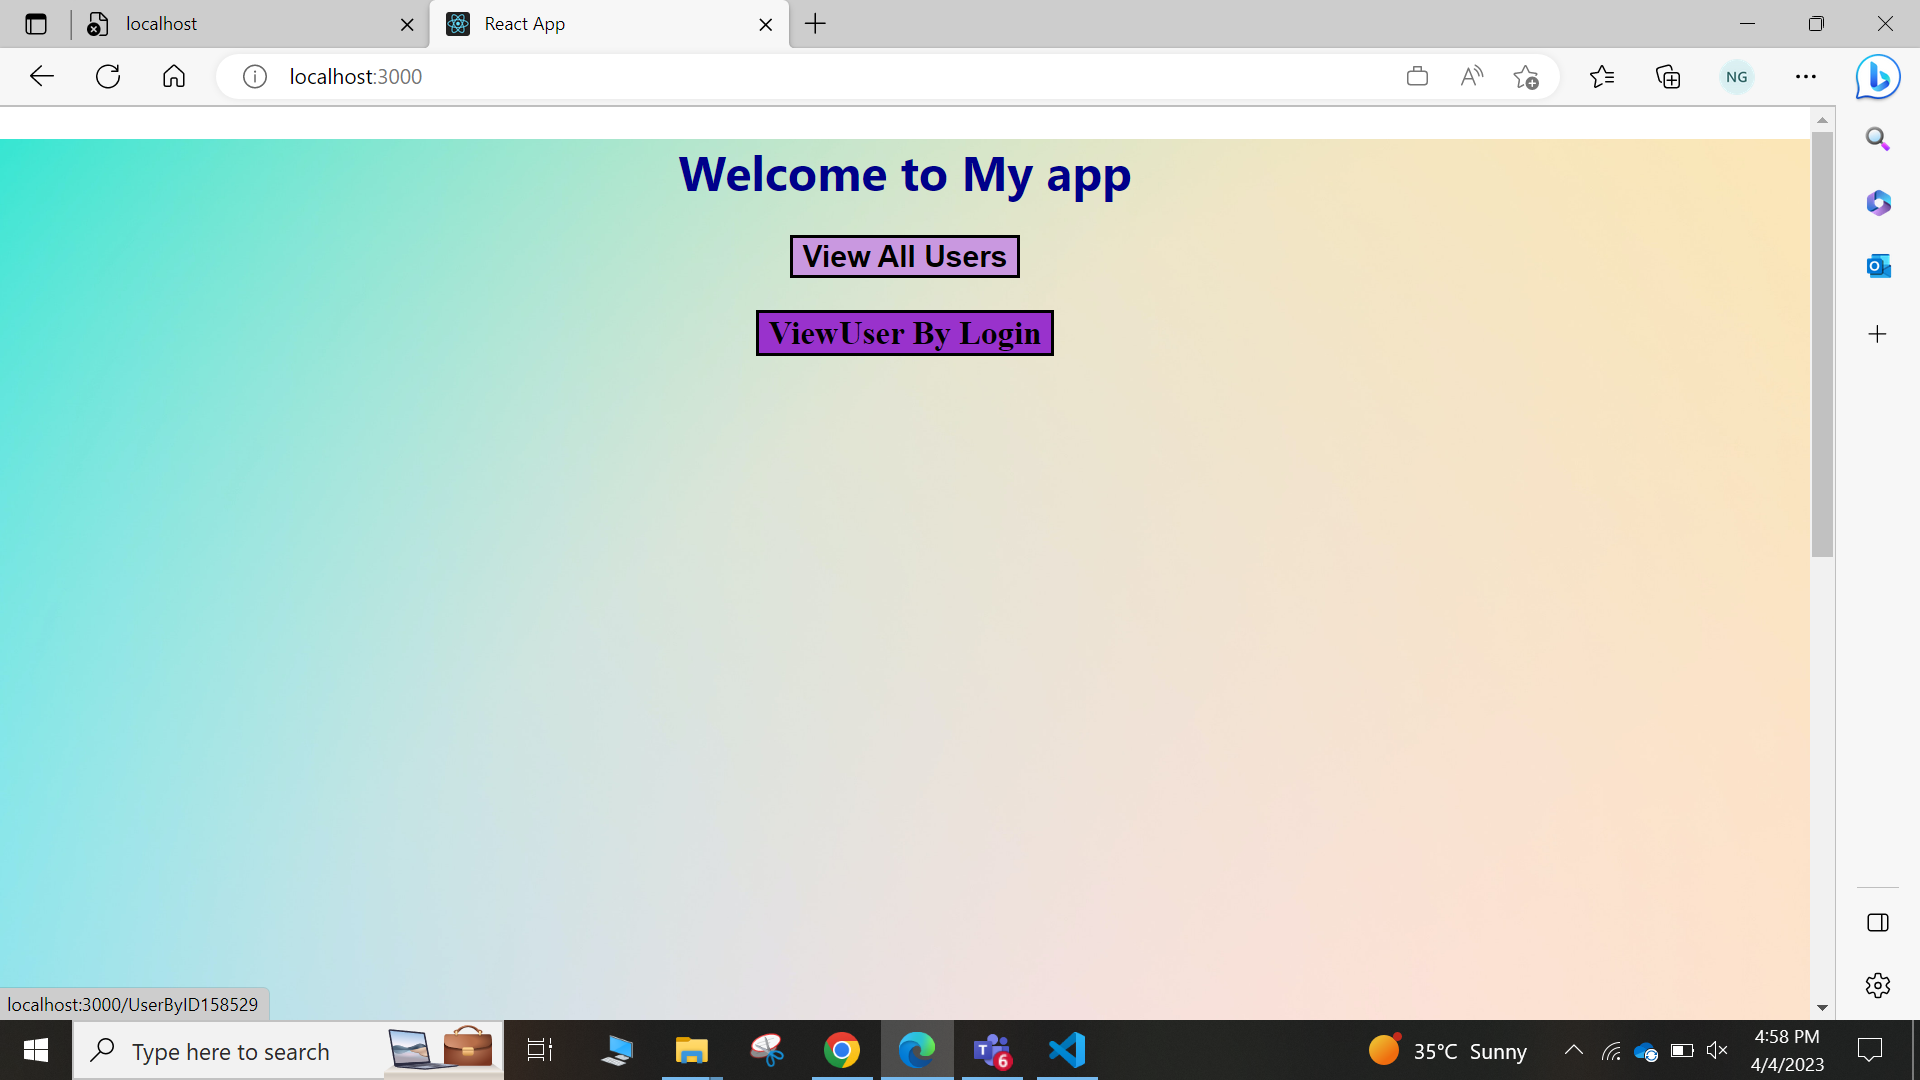 localhost
React App
localhost:3000
NG
Welcome to My app
View All Users
ViewUser By Login
localhost:3000/UserByID158529
Type here to search
T
6
35°C Sunny
4:58 PM
4/4/2023